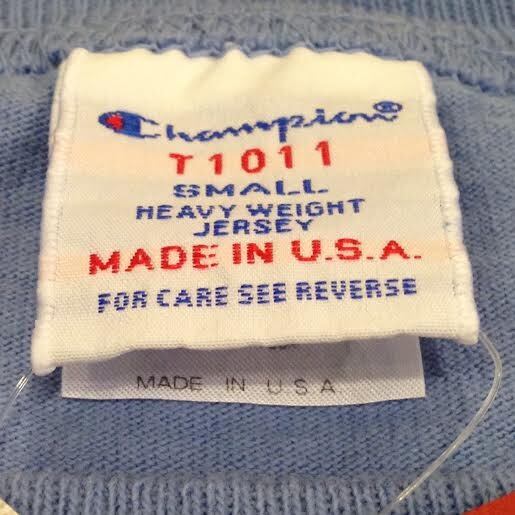 Champion®
T1011
SMALL
HEAVY WEIGHT
JERSEY
MADE IN U.S.A.
FOR CARE SEE REVERSE
MADE IN USA